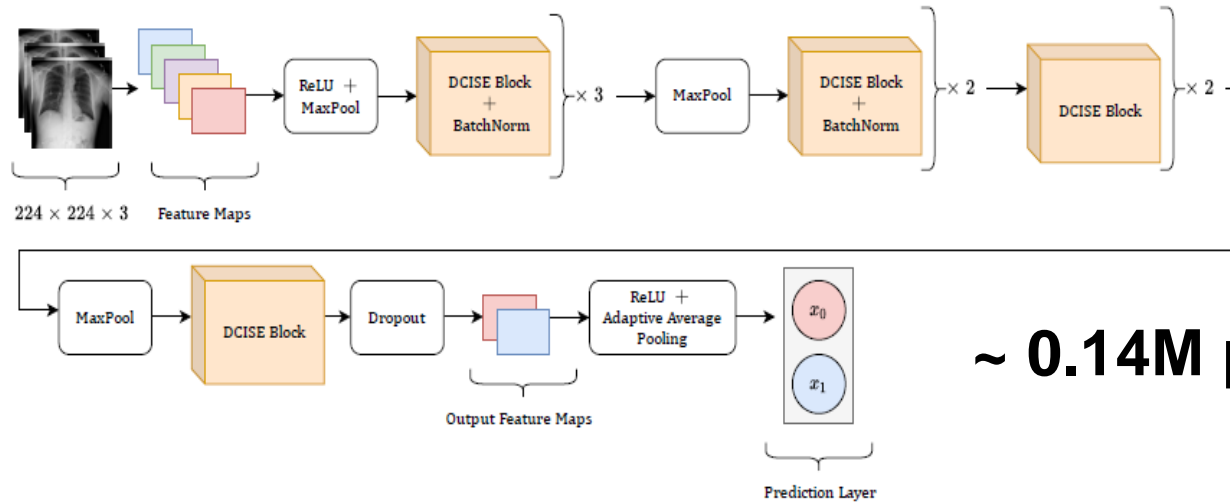 ReLU +
MaxPool
DCISE Block
+
BatchNorm
× 3
MaxPool
DCISE Block
+
BatchNorm
× 2
DCISE Block
× 2
224 × 224 × 3
Feature Maps
MaxPool
DCISE Block
Dropout
ReLU +
Adaptive Average
Pooling
x₀
x₁
~ 0.14M
Output Feature Maps
Prediction Layer